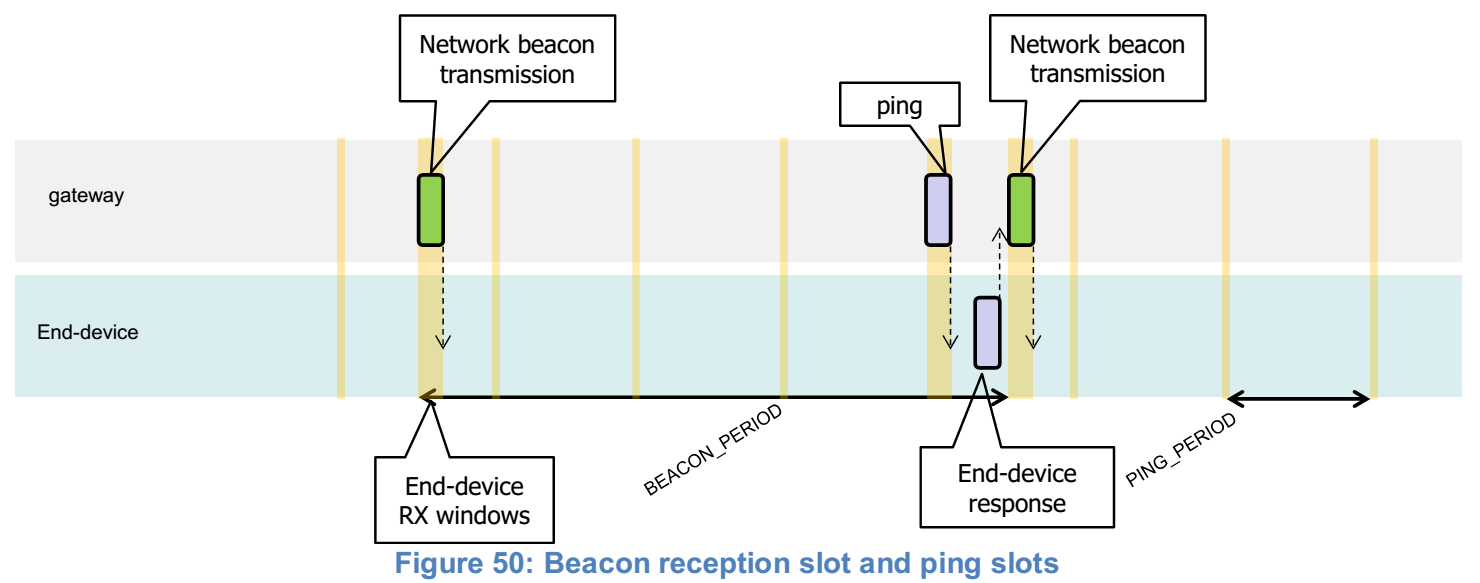 Network beacon
transmission
Network beacon
transmission
ping
gateway
End-device
BEACON_PERIOD
PING_PERIOD
End-device
RX windows
End-device
response
Figure 50: Beacon reception slot and ping slots